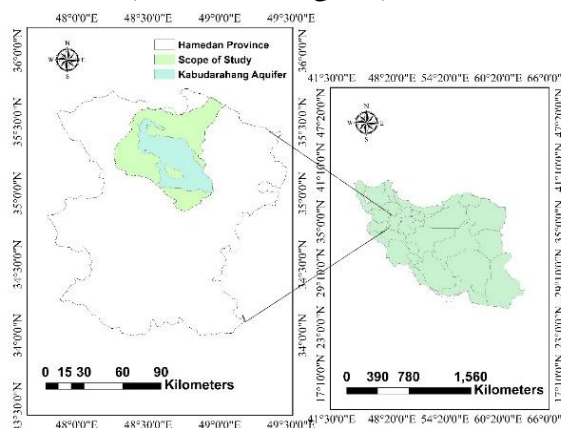 48°0'0"E 48°30'0"E 49°0'0"E 49°30'0"E
Hamedan Province
Scope of Study
Kabudarahang Aquifer
N
W E
S
36°0'0"N
35°30'0"N
35°0'0"N
34°30'0"N
34°0'0"N
0 15 30 60 90
Kilometers
48°0'0"E 48°30'0"E 49°0'0"E 49°30'0"E
41°30'0"E 48°20'0"E 54°20'0"E 60°20'0"E 66°0'0"E
N
W E
S
47°20'0"N
41°10'0"N
35°0'0"N
29°10'0"N
23°0'0"N
17°10'0"N
0 390 780 1,560
Kilometers
41°30'0"E 48°20'0"E 54°20'0"E 60°20'0"E 66°0'0"E